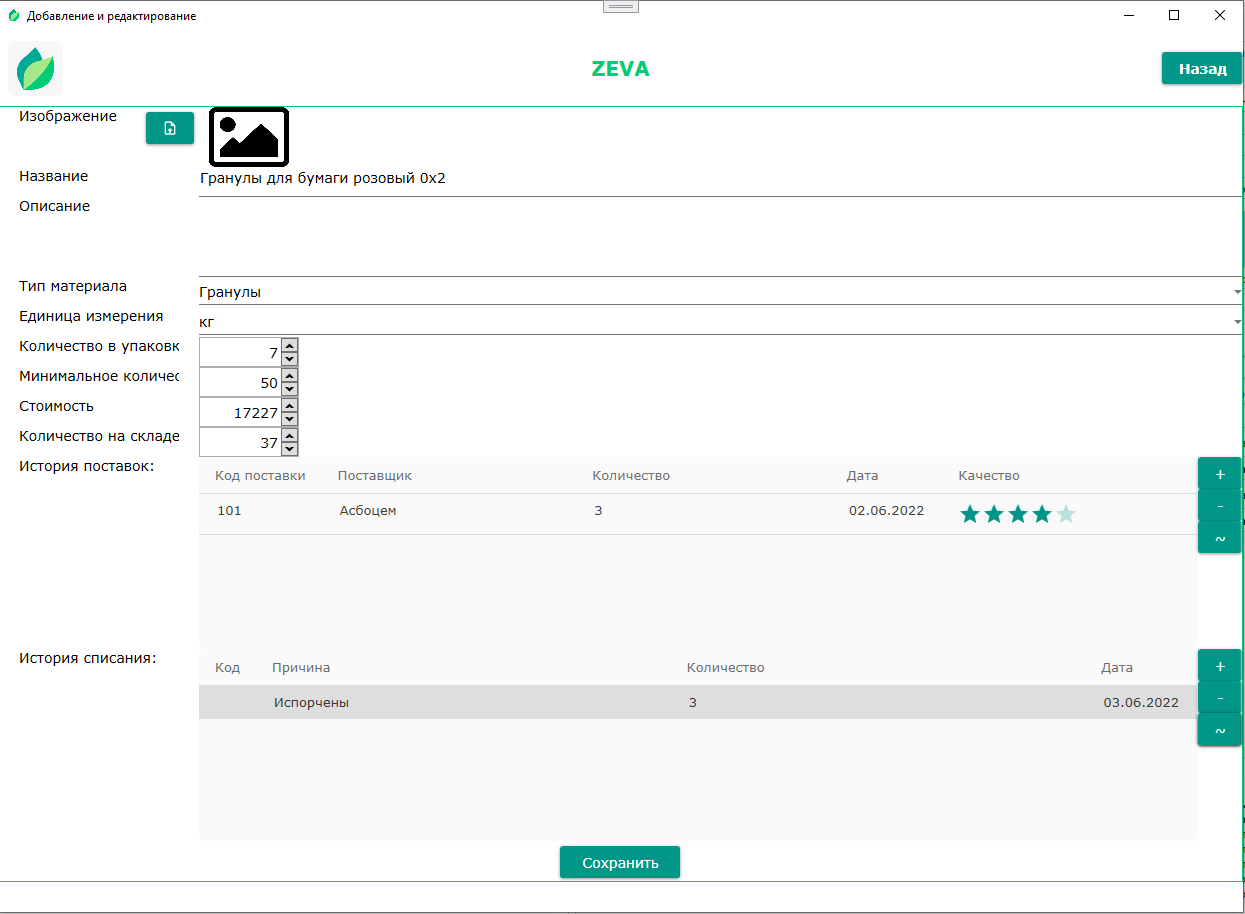 Добавление и редактирование
ZEVA
Назад
Изображение
Название
Гранулы для бумаги розовый 0x2
Описание
Тип материала
Гранулы
Единица измерения
кг
Количество в упаковк
7
Минимальное количес
50
Стоимость
17227
Количество на складе
37
История поставок:
Код поставки Поставщик Количество Дата Качество
+
101 Асбоцем 3 02.06.2022
-
~
История списания:
Код Причина Количество Дата
+
Испорчены 3 03.06.2022
-
~
Сохранить